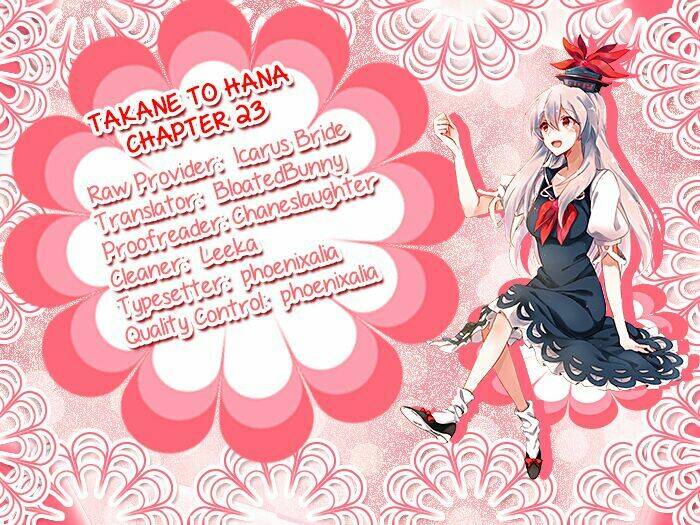 TAKANE TO HANA
CHAPTER 23
Raw Provider: Icarus Bride
Translator: BloatedBunny
Proofreader: Chaneslaughter
Cleaner: Leeka
Typesetter: phoenixalia
Quality Control: phoenixalia